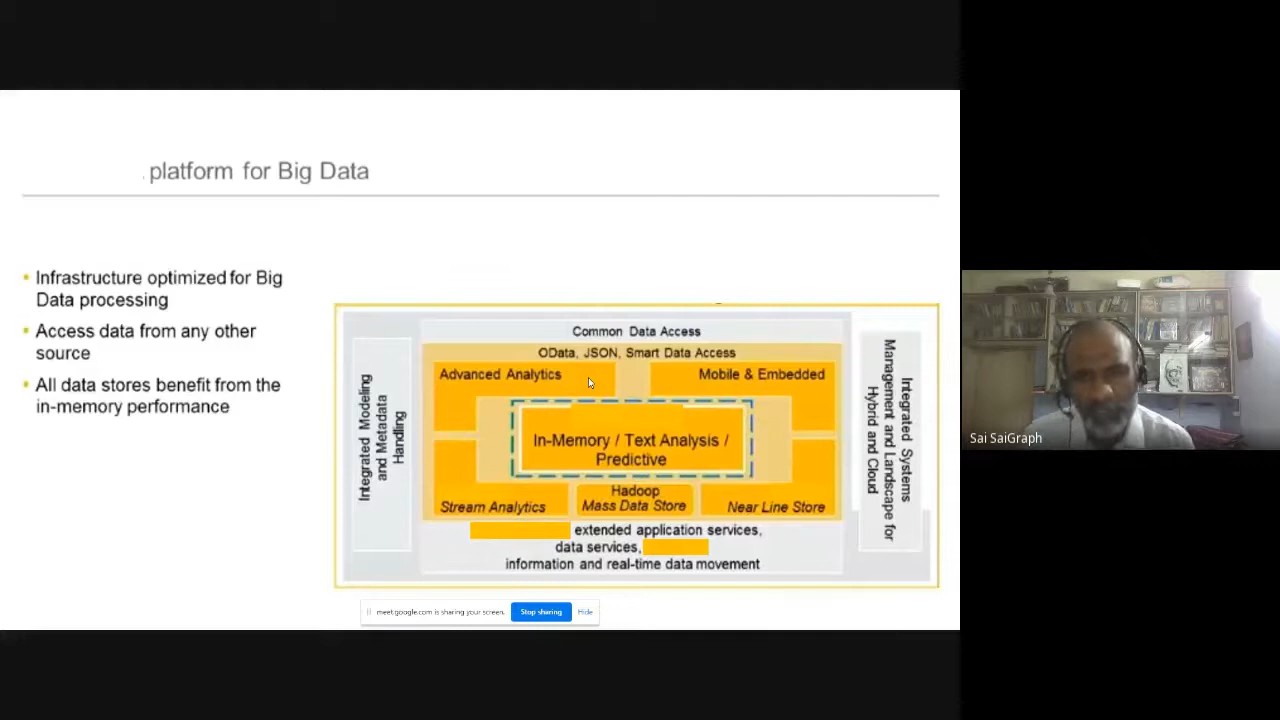 platform for Big Data
Infrastructure optimized for Big
Data processing
Access data from any other
source
All data stores benefit from the
in-memory performance
Common Data Access
OData, JSON, Smart Data Access
Advanced Analytics
Mobile & Embedded
In-Memory / Text Analysis /
Predictive
Stream Analytics
Hadoop
Mass Data Store
Near Line Store
extended application services,
data services,
information and real-time data movement
Integrated Modeling
and Metadata
Handling
Integrated Systems
Management and Landscape for
Hybrid and Cloud
meet.google.com is sharing your screen.
Stop sharing
Hide
Sai SaiGraph